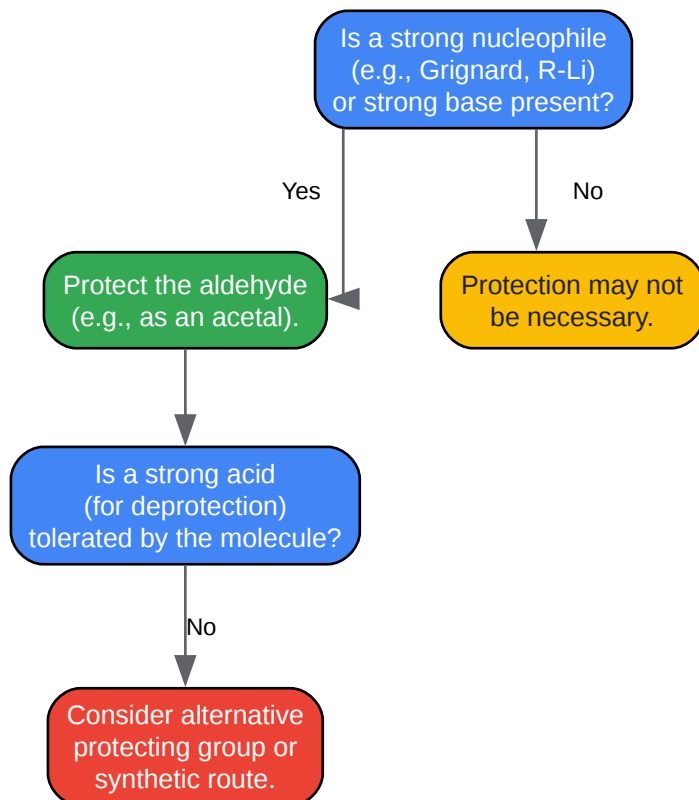 Is a strong nucleophile
(e.g., Grignard, R-Li)
or strong base present?
Yes
No
Protect the aldehyde
(e.g., as an acetal).
Protection may not
be necessary.
Is a strong acid
(for deprotection)
tolerated by the molecule?
No
Consider alternative
protecting group or
synthetic route.